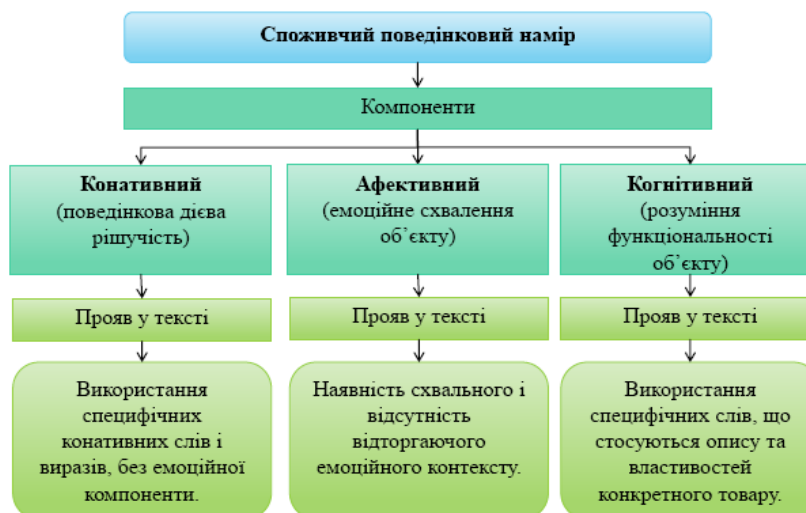 Споживчий поведінковий намір
Компоненти
Конативний
(поведінкова дієва
рішучість)
Афективний
(емоційне схвалення
об’єкту)
Когнітивний
(розуміння
функціональності
об’єкту)
Прояв у тексті
Прояв у тексті
Прояв у тексті
Використання
специфічних
конативних слів і
виразів, без емоційної
компоненти.
Наявність схвального і
відсутність
відторгаючого
емоційного контексту.
Використання
специфічних слів, що
стосуються опису та
властивостей
конкретного товару.